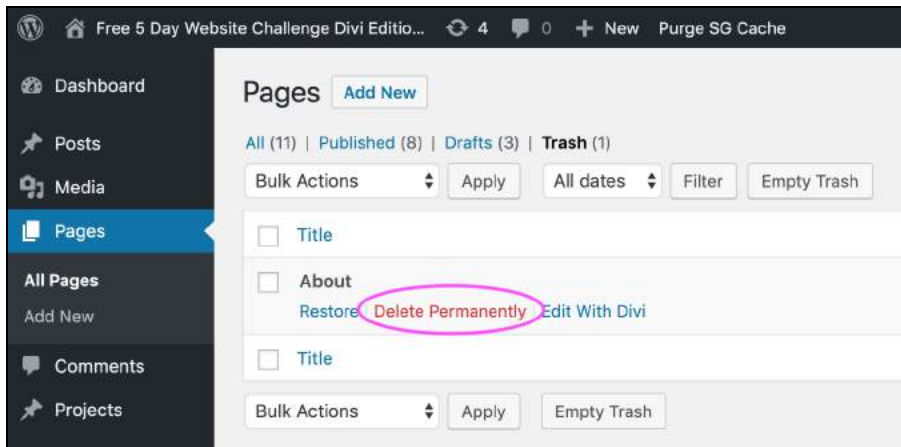 Free 5 Day Website Challenge Divi Editio... 4 0 + New Purge SG Cache
Dashboard
Posts
Media
Pages
All Pages
Add New
Comments
Projects
Pages Add New
All (11) | Published (8) | Drafts (3) | Trash (1)
Bulk Actions Apply All dates Filter Empty Trash
Title
About
Restore | Delete Permanently | Edit With Divi
Title
Bulk Actions Apply Empty Trash